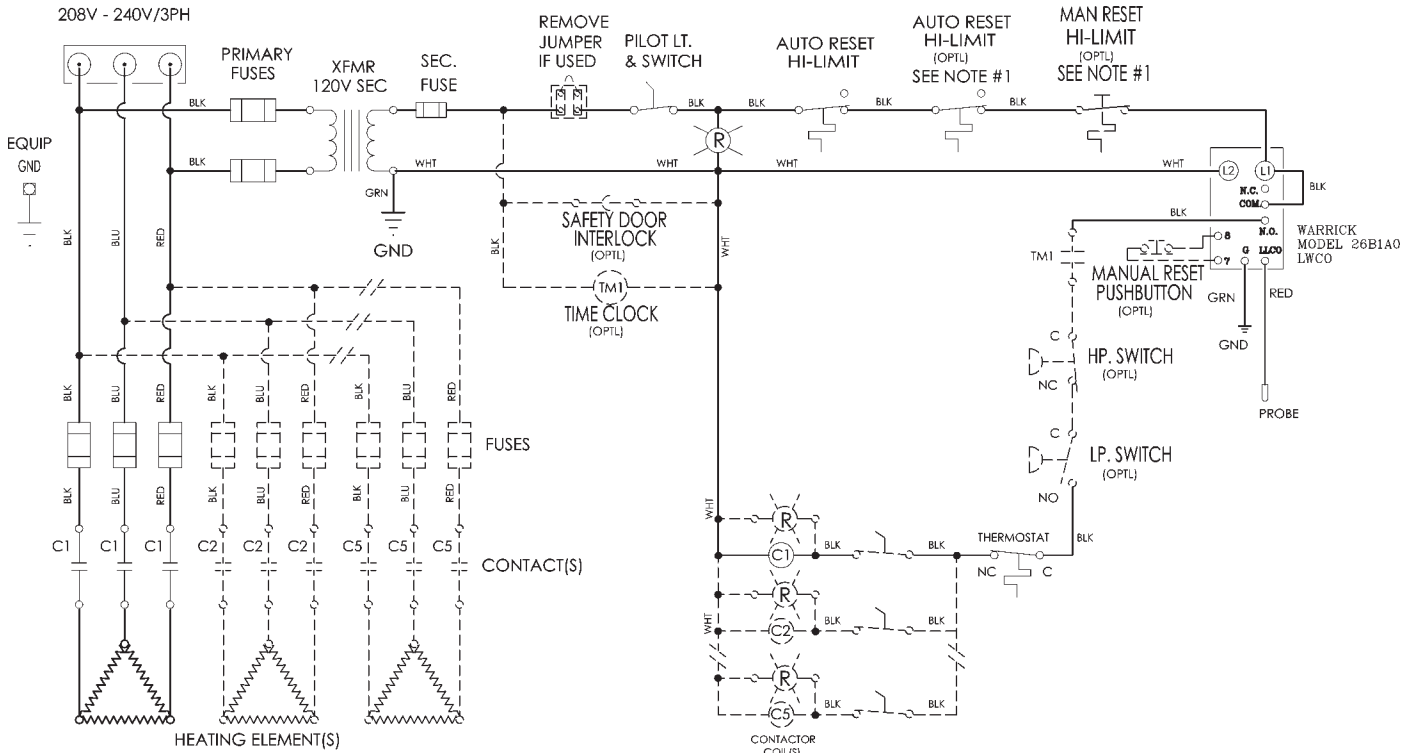 208V - 240V/3PH
PRIMARY
FUSES
XFMR
120V SEC
SEC.
FUSE
REMOVE
JUMPER
IF USED
PILOT LT.
& SWITCH
AUTO RESET
HI-LIMIT
AUTO RESET
HI-LIMIT
(OPTL)
SEE NOTE #1
MAN RESET
HI-LIMIT
(OPTL)
SEE NOTE #1
BLK
BLK
BLK
BLK
BLK
R
EQUIP
GND
BLK
WHT
WHT
WHT
WHT
L2
L1
BLK
N.C.
COM.
GRN
GND
BLK
BLU
RED
BLK
SAFETY DOOR
INTERLOCK
(OPTL)
WHT
BLK
N.O.
WARRICK
MODEL 26B1A0
LWCO
8
7
G
LLCO
TM1
MANUAL RESET
PUSHBUTTON
(OPTL)
GRN
RED
TM1
TIME CLOCK
(OPTL)
GND
C
HP. SWITCH
(OPTL)
NC
PROBE
BLK
BLU
RED
BLK
BLU
RED
BLK
BLU
RED
FUSES
C
LP. SWITCH
(OPTL)
NO
BLK
BLU
RED
BLK
BLU
RED
BLK
BLU
RED
WHT
R
C1
C1
C1
C2
C2
C2
C5
C5
C5
CONTACT(S)
C1
BLK
BLK
THERMOSTAT
NC
C
BLK
R
WHT
C2
BLK
BLK
R
C5
BLK
BLK
HEATING ELEMENT(S)
CONTACTOR
COIL(S)